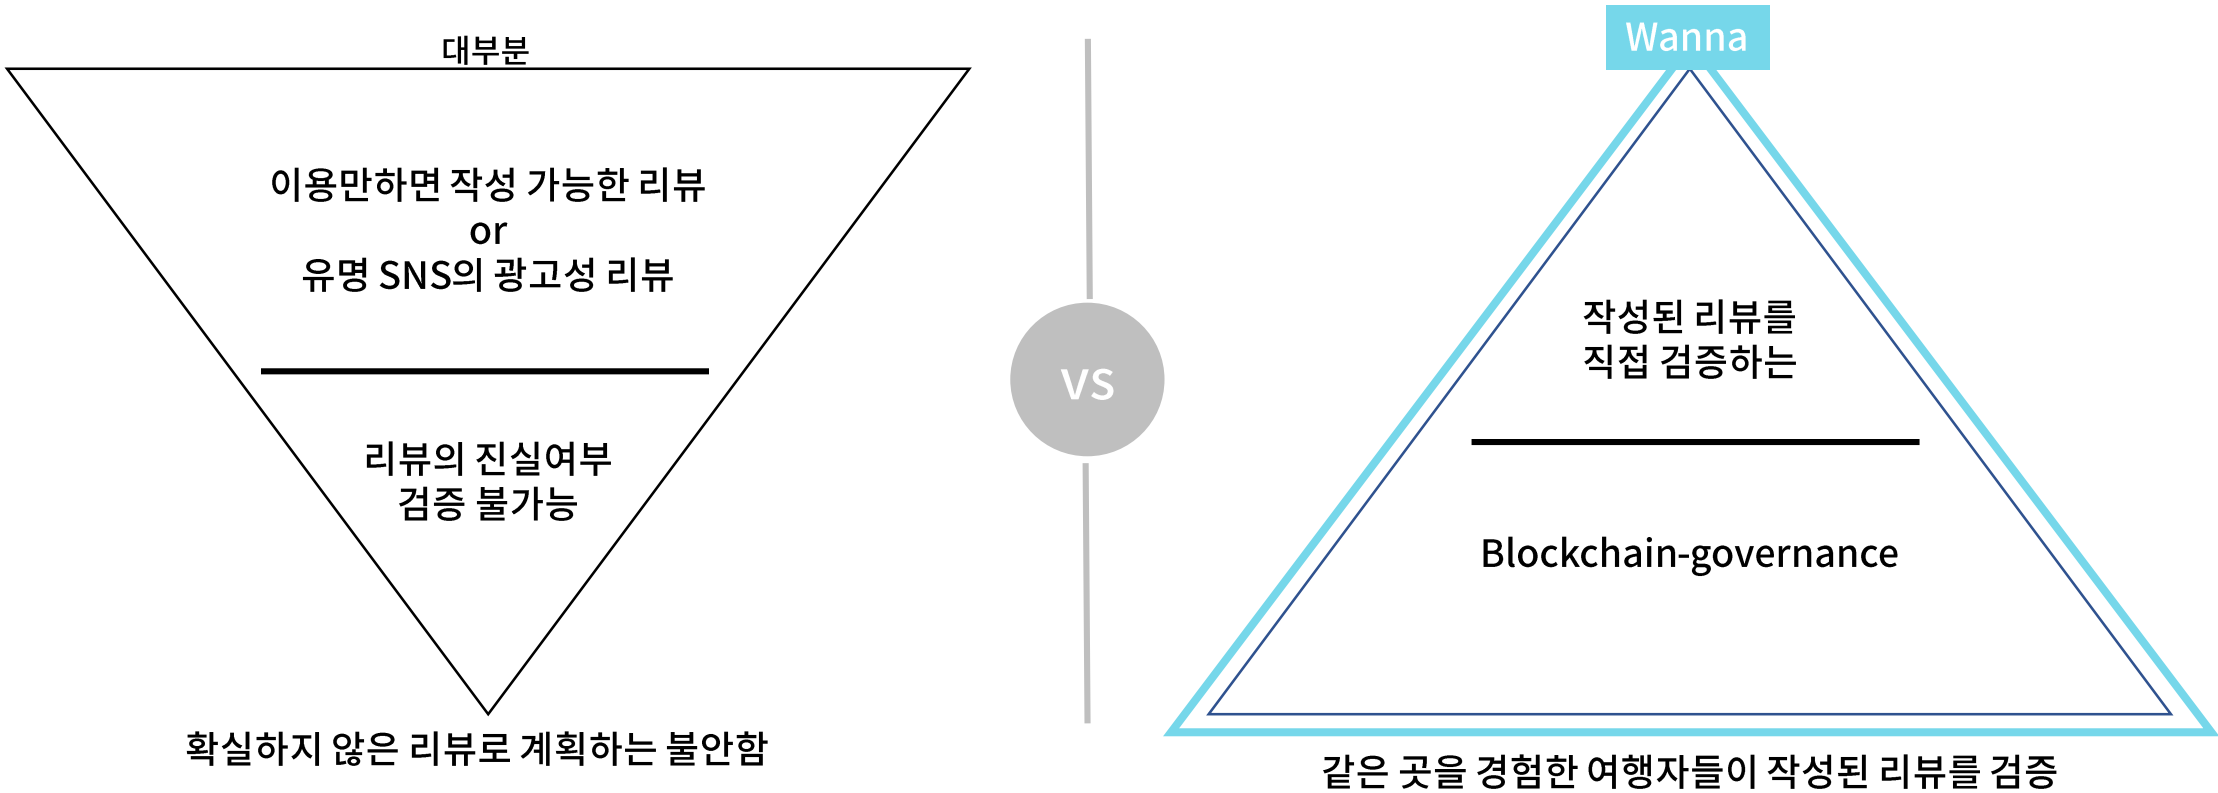 대부분
이용만하면 작성 가능한 리뷰
or
유명 SNS의 광고성 리뷰
리뷰의 진실여부
검증 불가능
확실하지 않은 리뷰로 계획하는 불안함
VS
Wanna
작성된 리뷰를
직접 검증하는
Blockchain-governance
같은 곳을 경험한 여행자들이 작성된 리뷰를 검증